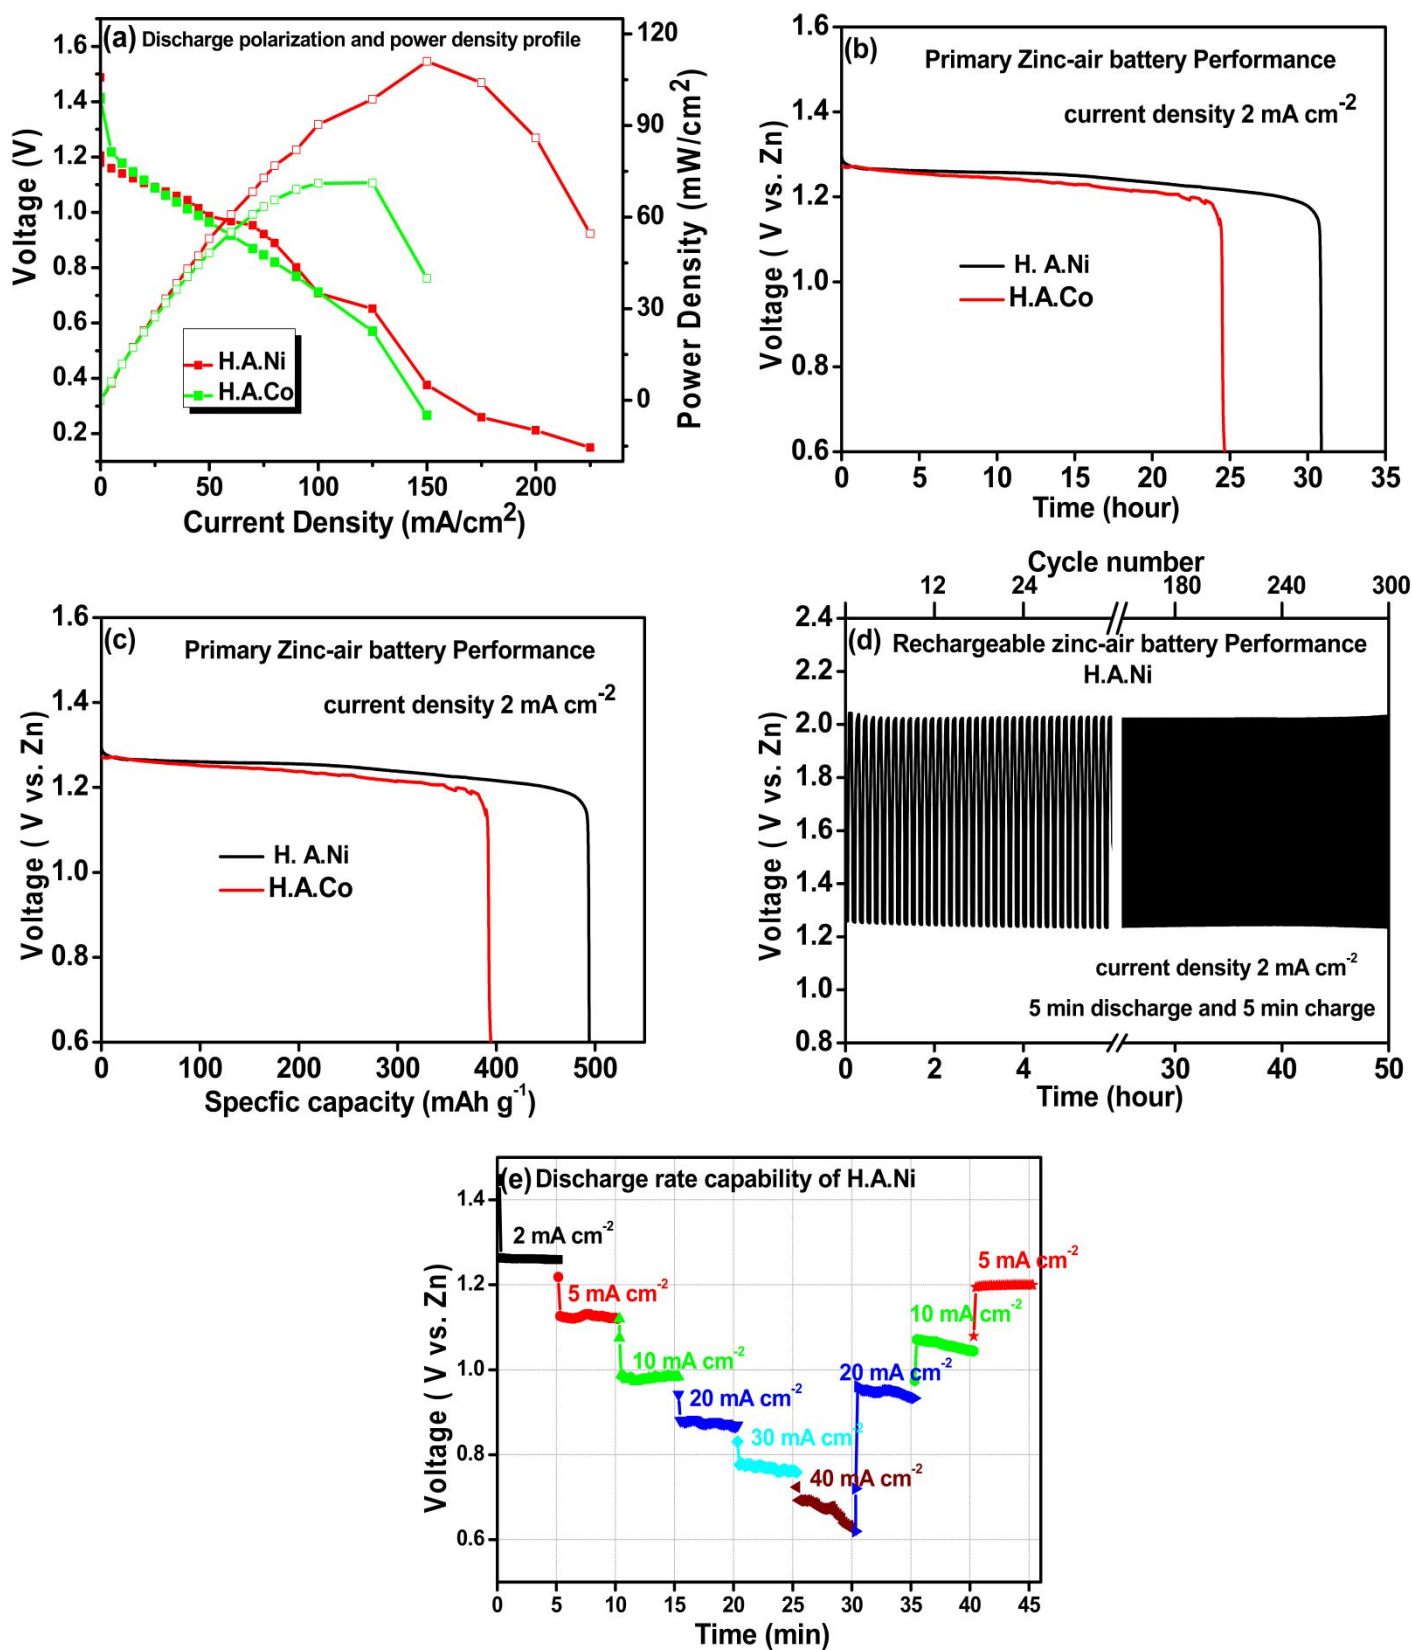 (a) Discharge polarization and power density profile
1.6
1.4
1.2
1.0
0.8
0.6
0.4
0.2
Voltage (V)
120
90
60
30
0
Power Density (mW/cm²)
H.A.Ni
H.A.Co
0 50 100 150 200
Current Density (mA/cm²)
(b)
Primary Zinc-air battery Performance
current density 2 mA cm⁻²
1.6
1.4
1.2
1.0
0.8
0.6
Voltage ( V vs. Zn)
H. A.Ni
H.A.Co
0 5 10 15 20 25 30 35
Time (hour)
(c)
Primary Zinc-air battery Performance
current density 2 mA cm⁻²
1.6
1.4
1.2
1.0
0.8
0.6
Voltage ( V vs. Zn)
H. A.Ni
H.A.Co
0 100 200 300 400 500
Specfic capacity (mAh g⁻¹)
Cycle number
12 24 180 240 300
(d) Rechargeable zinc-air battery Performance
H.A.Ni
2.4
2.2
2.0
1.8
1.6
1.4
1.2
1.0
0.8
Voltage ( V vs. Zn)
current density 2 mA cm⁻²
5 min discharge and 5 min charge
0 2 4 30 40 50
Time (hour)
(e) Discharge rate capability of H.A.Ni
1.4
1.2
1.0
0.8
0.6
Voltage ( V vs. Zn)
2 mA cm⁻²
5 mA cm⁻²
10 mA cm⁻²
20 mA cm⁻²
30 mA cm⁻²
40 mA cm⁻²
20 mA cm⁻²
10 mA cm⁻²
5 mA cm⁻²
0 5 10 15 20 25 30 35 40 45
Time (min)